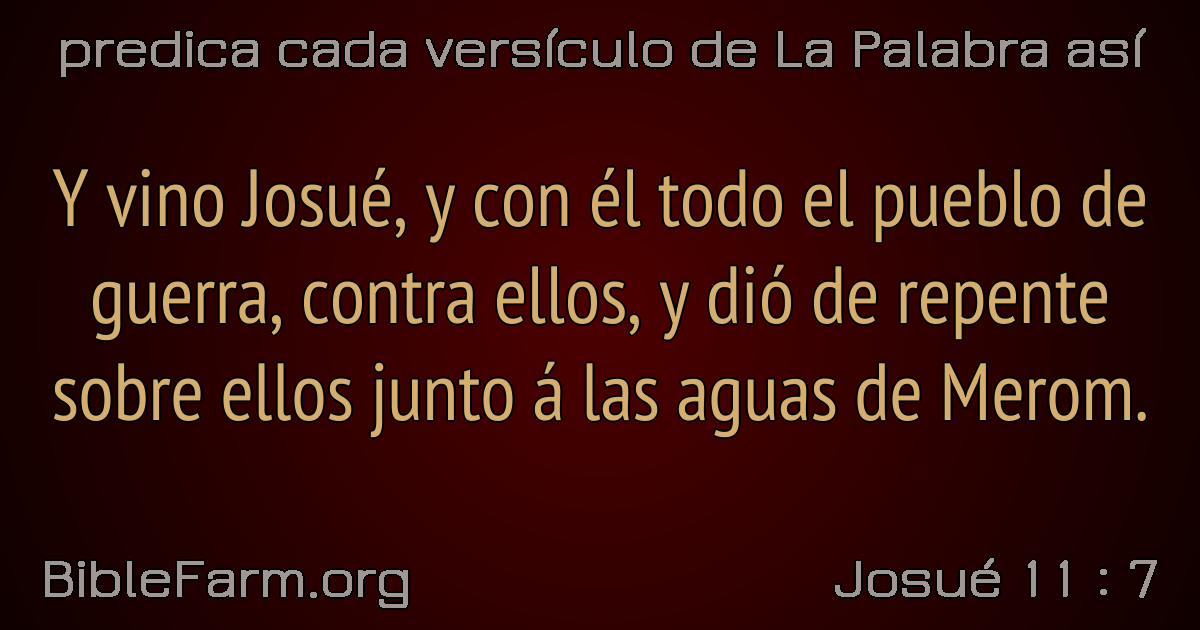 predica cada versículo de La Palabra así
Y vino Josué, y con él todo el pueblo de
guerra, contra ellos, y dió de repente
sobre ellos junto á las aguas de Merom.
BibleFarm.org
Josué 11 : 7